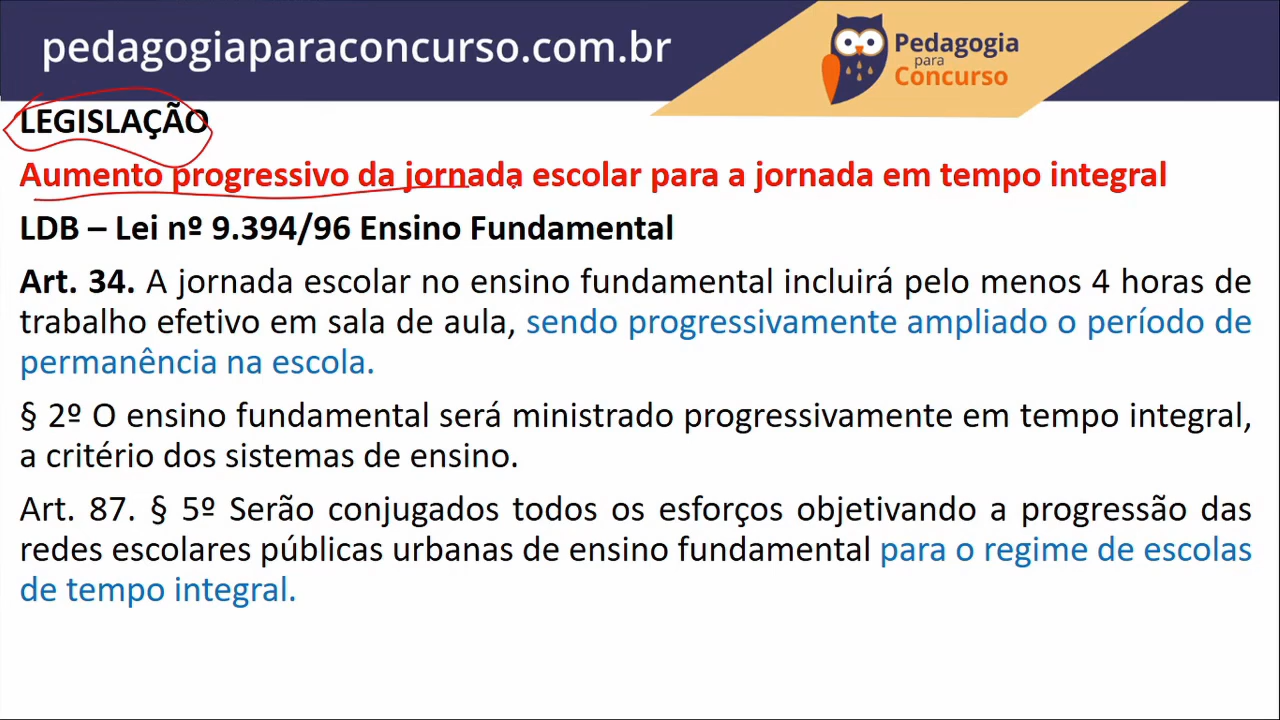 pedagogiaparaconcurso.com.br
Pedagogia
para
Concurso
LEGISLAÇÃO
Aumento progressivo da jornada escolar para a jornada em tempo integral
LDB – Lei nº 9.394/96 Ensino Fundamental
Art. 34. A jornada escolar no ensino fundamental incluirá pelo menos 4 horas de
trabalho efetivo em sala de aula, sendo progressivamente ampliado o período de
permanência na escola.
§ 2º O ensino fundamental será ministrado progressivamente em tempo integral,
a critério dos sistemas de ensino.
Art. 87. § 5º Serão conjugados todos os esforços objetivando a progressão das
redes escolares públicas urbanas de ensino fundamental para o regime de escolas
de tempo integral.